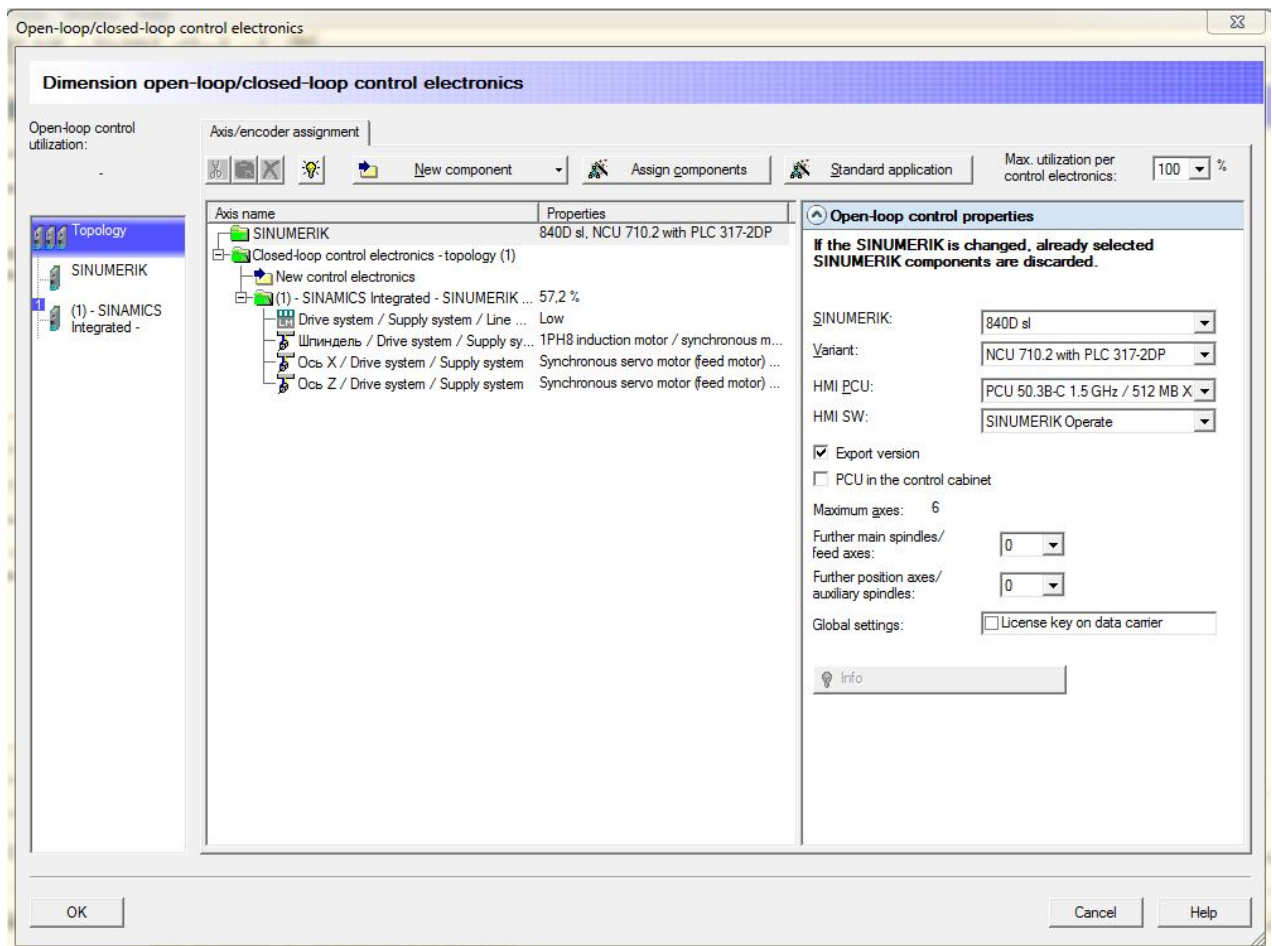 Open-loop/closed-loop control electronics
Dimension open-loop/closed-loop control electronics
Open-loop control
utilization:
-
Topology
SINUMERIK
1
(1) - SINAMICS
Integrated -
Axis/encoder assignment
New component
Assign components
Standard application
Max. utilization per
control electronics:
100 %
Axis name Properties
SINUMERIK 840D sl, NCU 710.2 with PLC 317-2DP
Closed-loop control electronics - topology (1)
New control electronics
(1) - SINAMICS Integrated - SINUMERIK ... 57,2 %
LM Drive system / Supply system / Line ... Low
Шпиндель / Drive system / Supply sy... 1PH8 induction motor / synchronous m...
Ось X / Drive system / Supply system Synchronous servo motor (feed motor) ...
Ось Z / Drive system / Supply system Synchronous servo motor (feed motor) ...
Open-loop control properties
If the SINUMERIK is changed, already selected
SINUMERIK components are discarded.
SINUMERIK: 840D sl
Variant: NCU 710.2 with PLC 317-2DP
HMI PCU: PCU 50.3B-C 1.5 GHz / 512 MB X
HMI SW: SINUMERIK Operate
Export version
PCU in the control cabinet
Maximum axes: 6
Further main spindles/
feed axes:
0
Further position axes/
auxiliary spindles:
0
Global settings: License key on data carrier
Info
OK
Cancel
Help